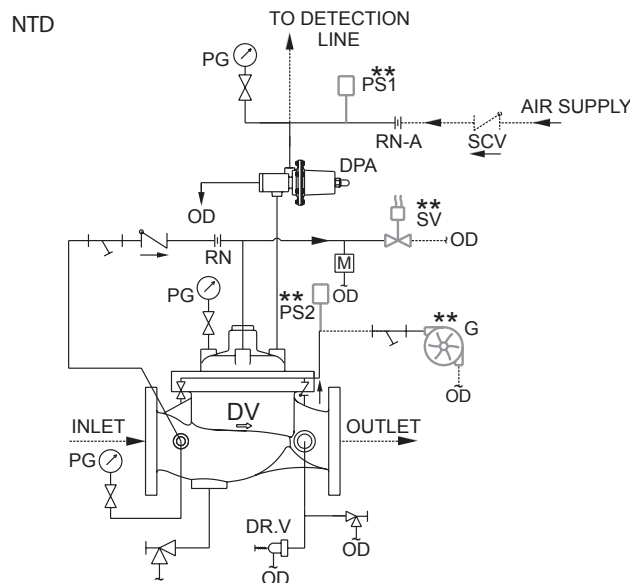 NTD
TO DETECTION
LINE
PG
**
PS1
AIR SUPPLY
RN-A
SCV
DPA
OD
**
SV
OD
RN
M
OD
PG
**
PS2
** G
OD
DV
INLET
OUTLET
PG
DR.V
OD
OD